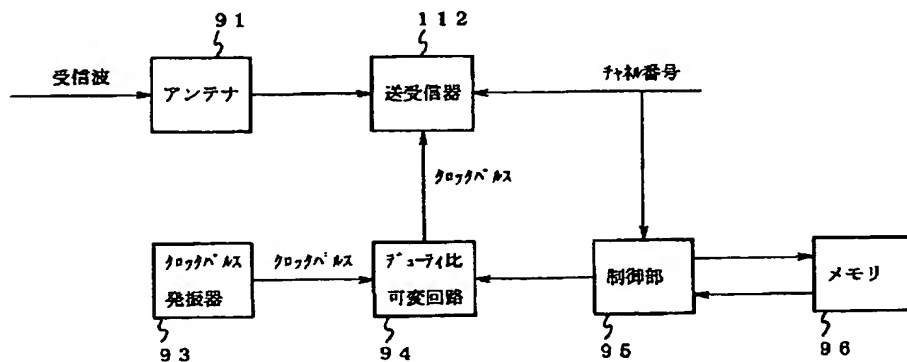 91
112
受信波
アンテナ
送受信器
チャネル番号
クロックパルス
クロックパルス
発振器
クロックパルス
デューティ比
可変回路
制御部
メモリ
93
94
95
96